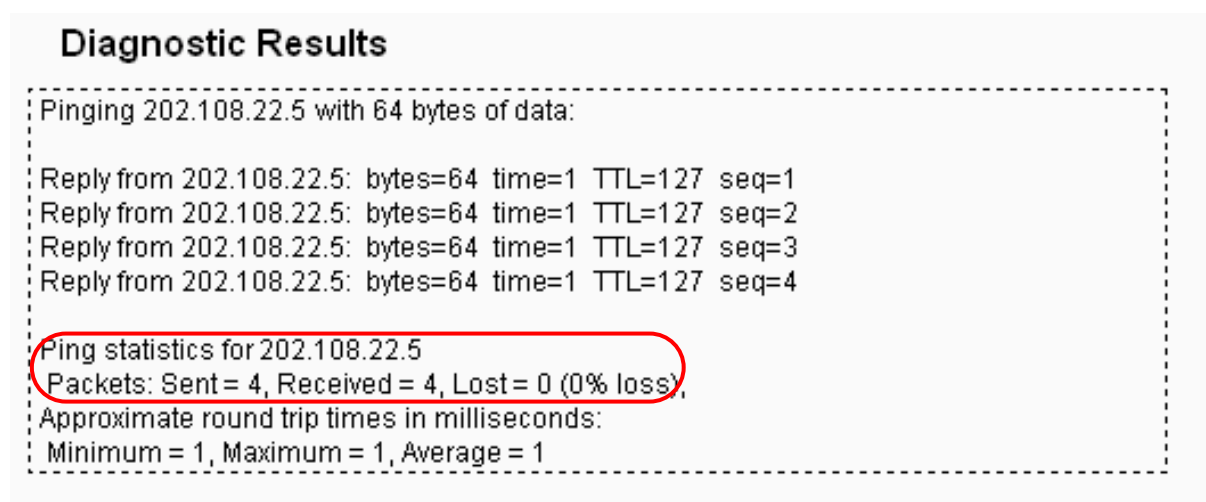 Diagnostic Results
Pinging 202.108.22.5 with 64 bytes of data:
Reply from 202.108.22.5: bytes=64 time=1 TTL=127 seq=1
Reply from 202.108.22.5: bytes=64 time=1 TTL=127 seq=2
Reply from 202.108.22.5: bytes=64 time=1 TTL=127 seq=3
Reply from 202.108.22.5: bytes=64 time=1 TTL=127 seq=4
Ping statistics for 202.108.22.5
Packets: Sent = 4, Received = 4, Lost = 0 (0% loss),
Approximate round trip times in milliseconds:
Minimum = 1, Maximum = 1, Average = 1